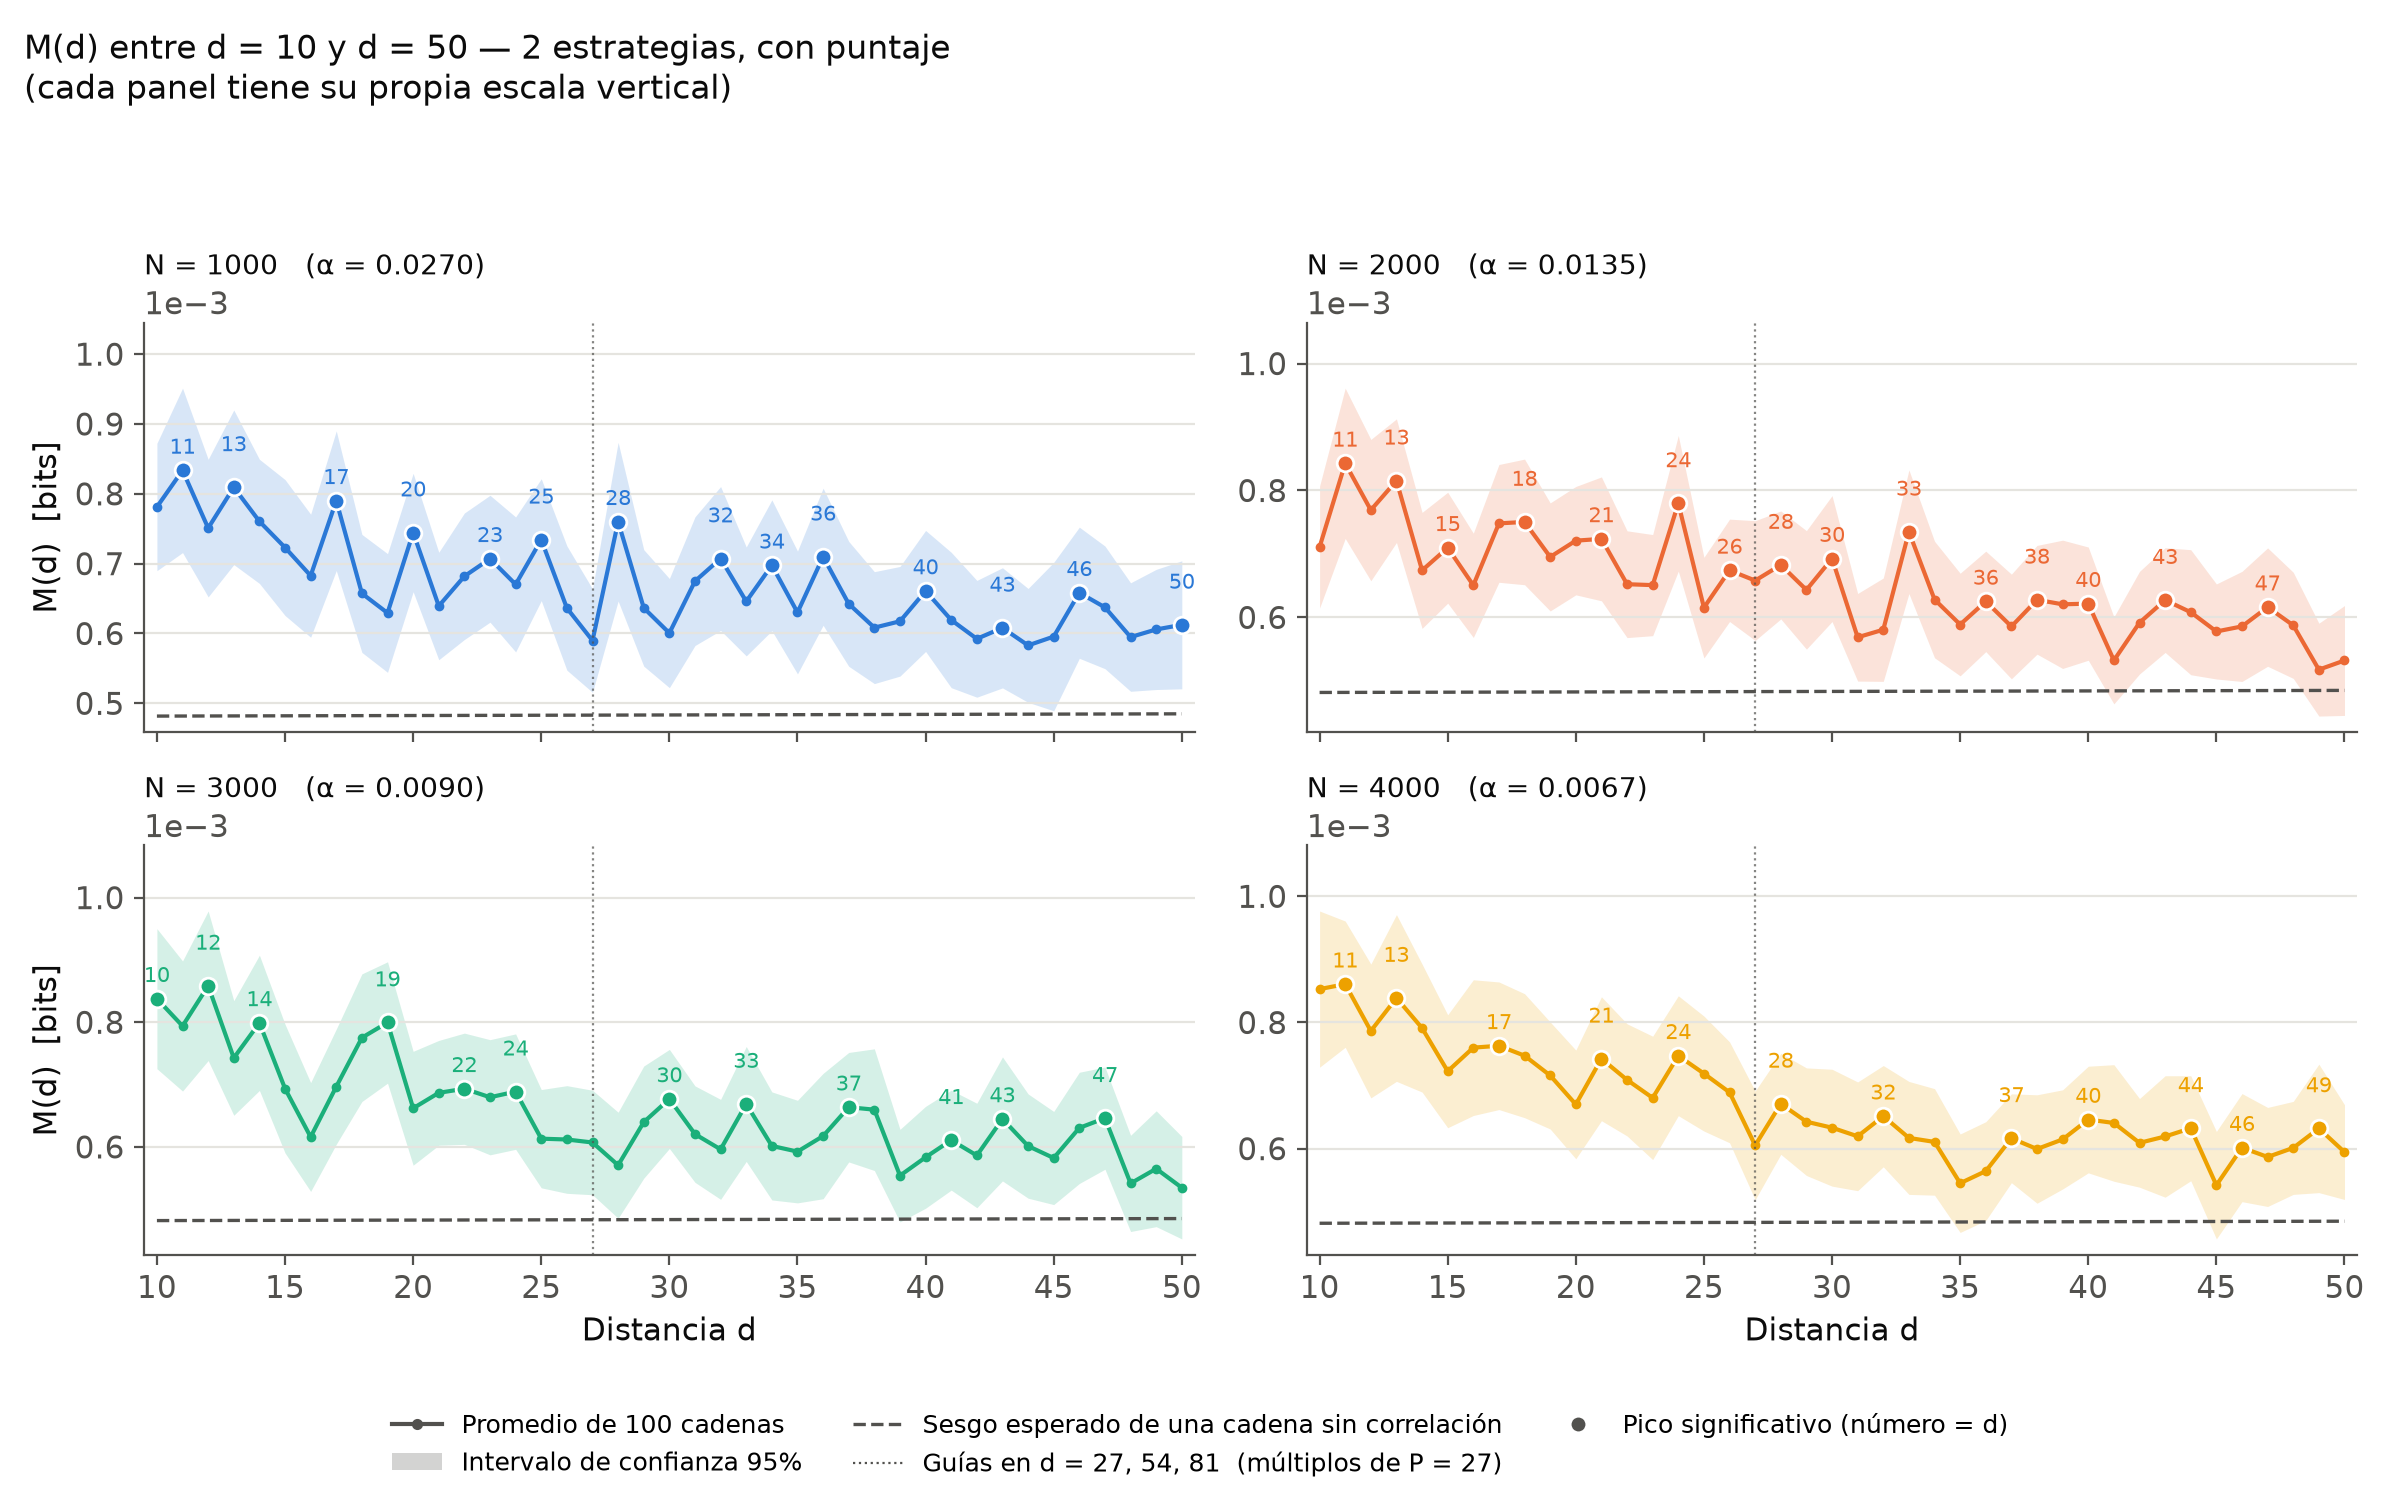 M(d) entre d = 10 y d = 50 — 2 estrategias, con puntaje
(cada panel tiene su propia escala vertical)
N = 1000   (α = 0.0270)
1e−3
M(d)  [bits]
1.0
0.9
0.8
0.7
0.6
0.5
11 13 17 20 23 25 28 32 34 36 40 43 46 50
N = 2000   (α = 0.0135)
1e−3
1.0
0.8
0.6
11 13 15 18 21 24 26 28 30 33 36 38 40 43 47
N = 3000   (α = 0.0090)
1e−3
M(d)  [bits]
1.0
0.8
0.6
10 12 14 19 22 24 30 33 37 41 43 47
10 15 20 25 30 35 40 45 50
Distancia d
N = 4000   (α = 0.0067)
1e−3
1.0
0.8
0.6
11 13 17 21 24 28 32 37 40 44 46 49
10 15 20 25 30 35 40 45 50
Distancia d
Promedio de 100 cadenas
Intervalo de confianza 95%
Sesgo esperado de una cadena sin correlación
Guías en d = 27, 54, 81  (múltiplos de P = 27)
Pico significativo (número = d)